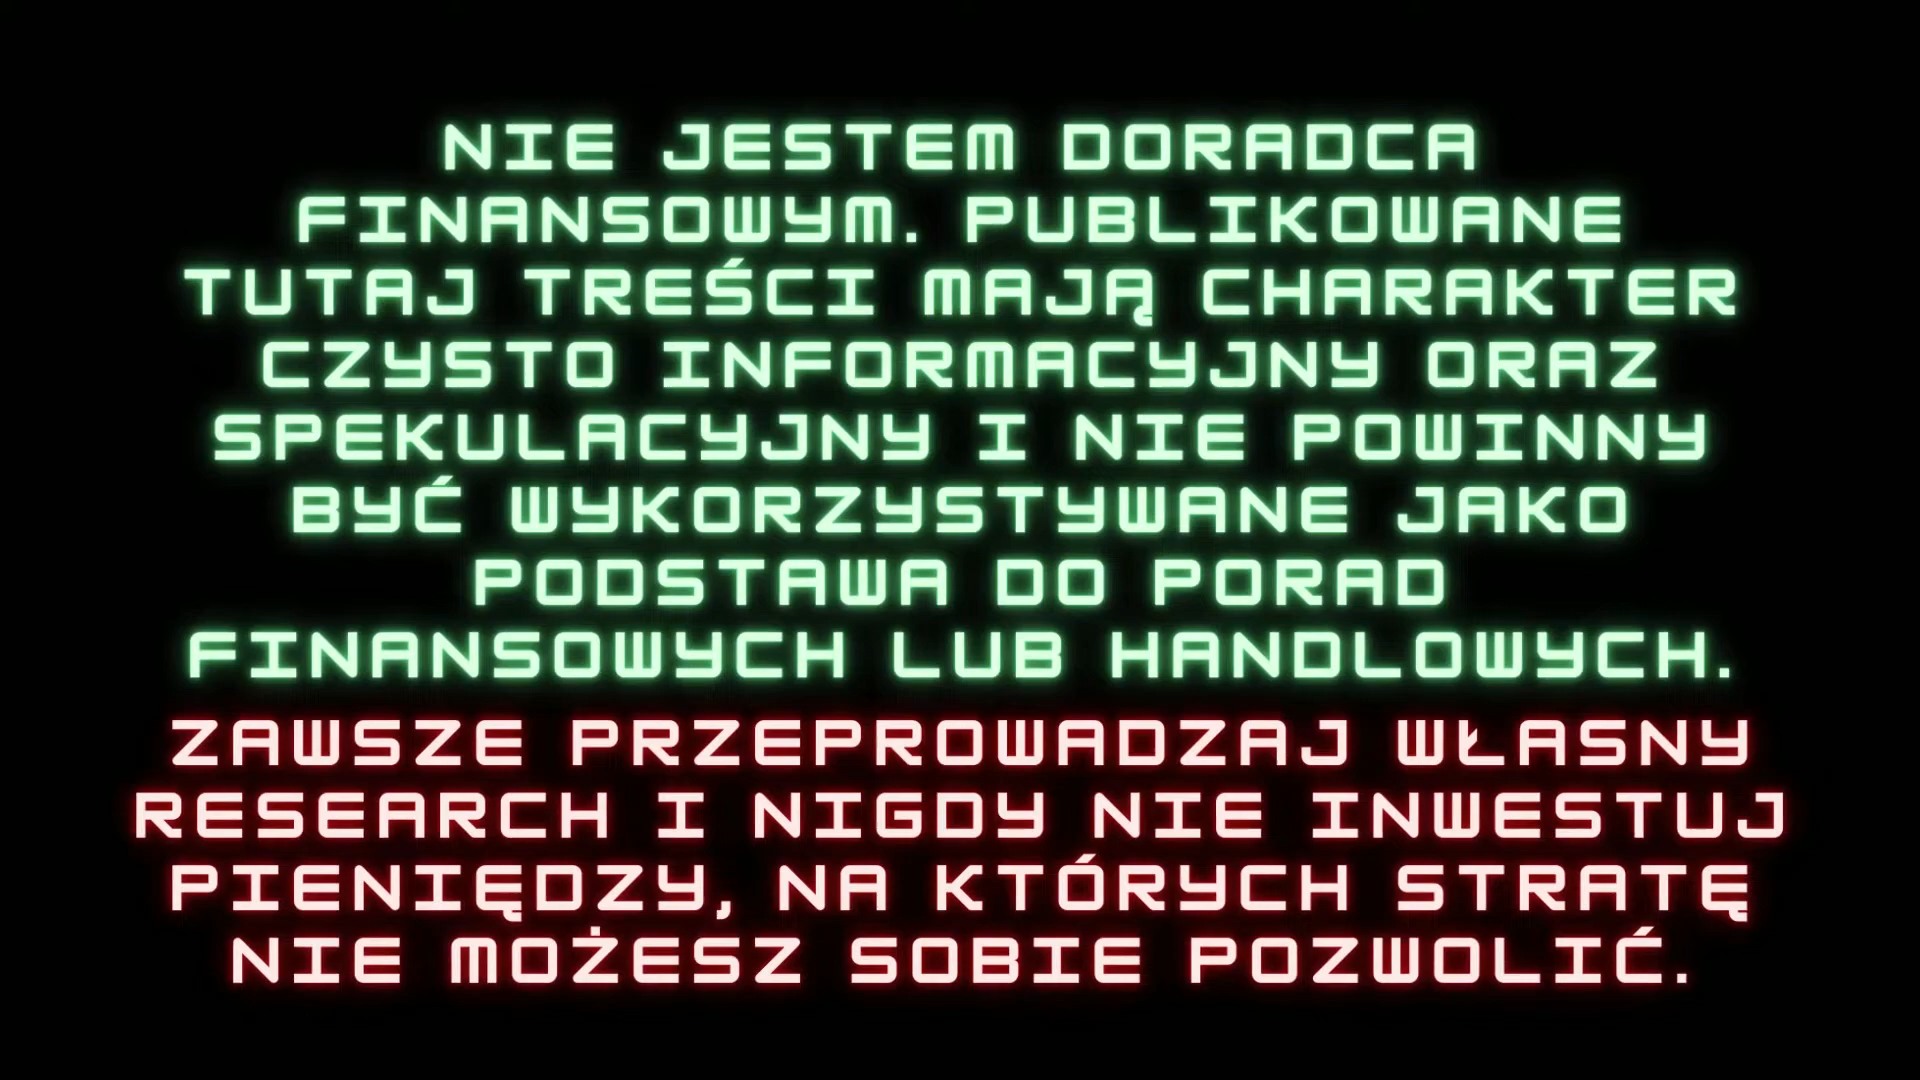 NIE JESTEM DORADCA
FINANSOWYM. PUBLIKOWANE
TUTAJ TREŚCI MAJĄ CHARAKTER
CZYSTO INFORMACYJNY ORAZ
SPEKULACYJNY I NIE POWINNY
BYĆ WYKORZYSTYWANE JAKO
PODSTAWA DO PORAD
FINANSOWYCH LUB HANDLOWYCH.
ZAWSZE PRZEPROWADZAJ WŁASNY
RESEARCH I NIGDY NIE INWESTUJ
PIENIĘDZY, NA KTÓRYCH STRATĘ
NIE MOŻESZ SOBIE POZWOLIĆ.